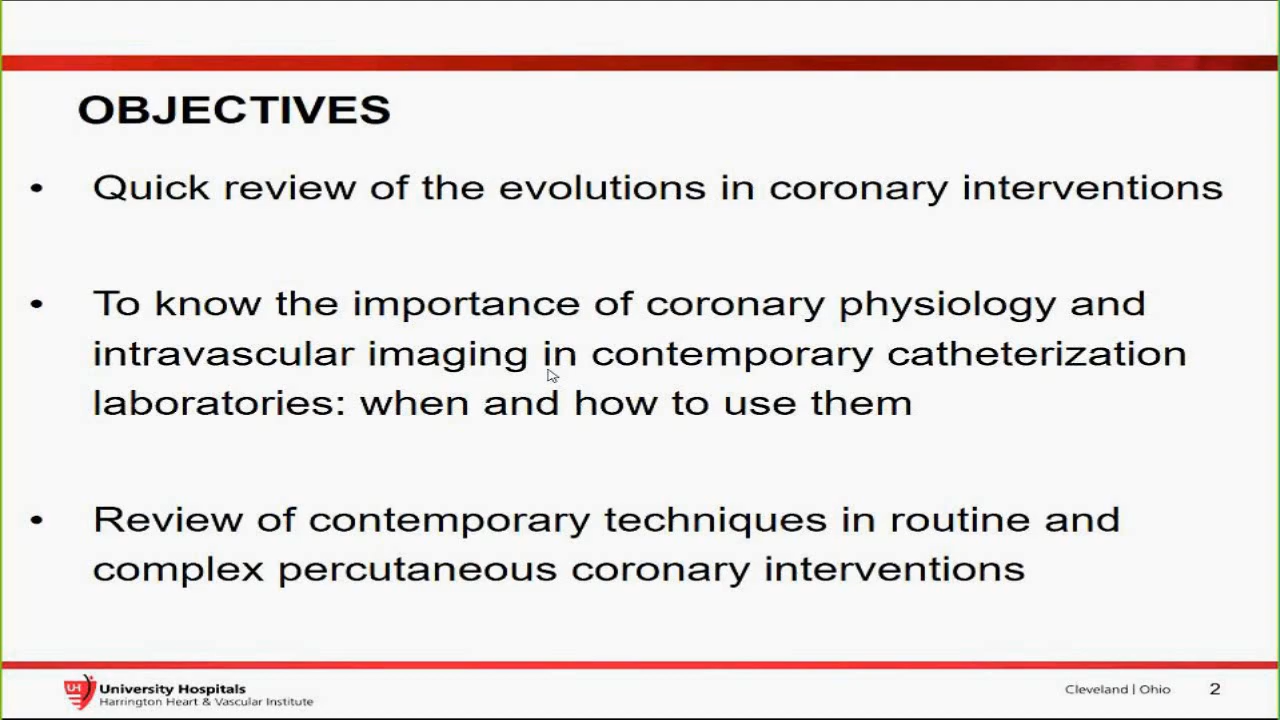 OBJECTIVES
• Quick review of the evolutions in coronary interventions
• To know the importance of coronary physiology and
intravascular imaging in contemporary catheterization
laboratories: when and how to use them
• Review of contemporary techniques in routine and
complex percutaneous coronary interventions
UH
University Hospitals
Harrington Heart & Vascular Institute
Cleveland | Ohio 2